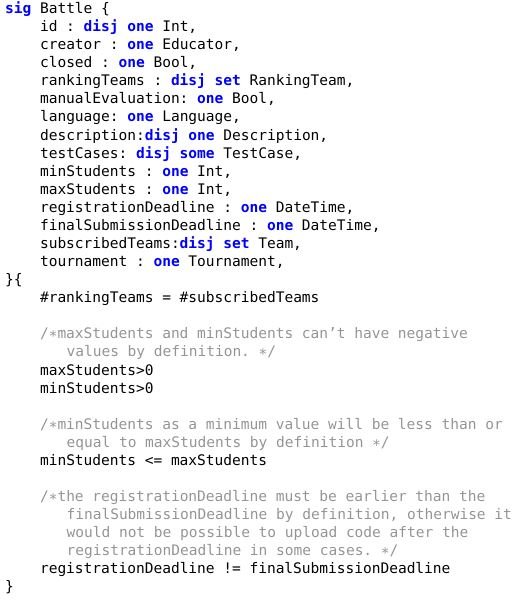 sig Battle {
    id : disj one Int,
    creator : one Educator,
    closed : one Bool,
    rankingTeams : disj set RankingTeam,
    manualEvaluation: one Bool,
    language: one Language,
    description:disj one Description,
    testCases: disj some TestCase,
    minStudents : one Int,
    maxStudents : one Int,
    registrationDeadline : one DateTime,
    finalSubmissionDeadline : one DateTime,
    subscribedTeams:disj set Team,
    tournament : one Tournament,
}{
    #rankingTeams = #subscribedTeams

    /*maxStudents and minStudents can’t have negative
       values by definition. */
    maxStudents>0
    minStudents>0

    /*minStudents as a minimum value will be less than or
       equal to maxStudents by definition */
    minStudents <= maxStudents

    /*the registrationDeadline must be earlier than the
       finalSubmissionDeadline by definition, otherwise it
       would not be possible to upload code after the
       registrationDeadline in some cases. */
    registrationDeadline != finalSubmissionDeadline
}